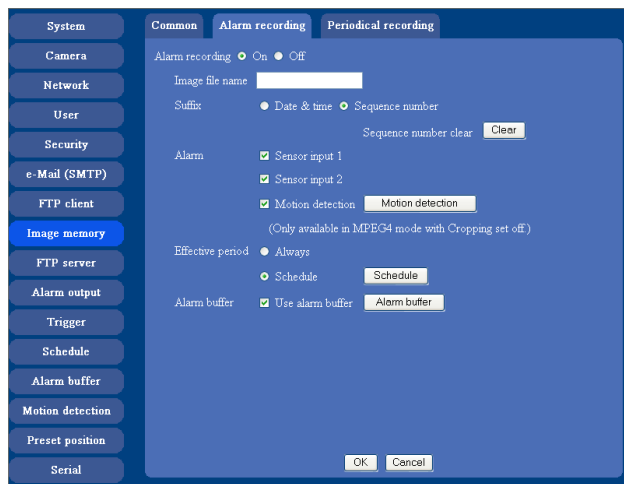 System
Camera
Network
User
Security
e-Mail (SMTP)
FTP client
Image memory
FTP server
Alarm output
Trigger
Schedule
Alarm buffer
Motion detection
Preset position
Serial
Common Alarm recording Periodical recording
Alarm recording On Off
Image file name
Suffix Date & time Sequence number
Sequence number clear Clear
Alarm Sensor input 1
Sensor input 2
Motion detection Motion detection
(Only available in MPEG4 mode with Cropping set off.)
Effective period Always
Schedule Schedule
Alarm buffer Use alarm buffer Alarm buffer
OK Cancel